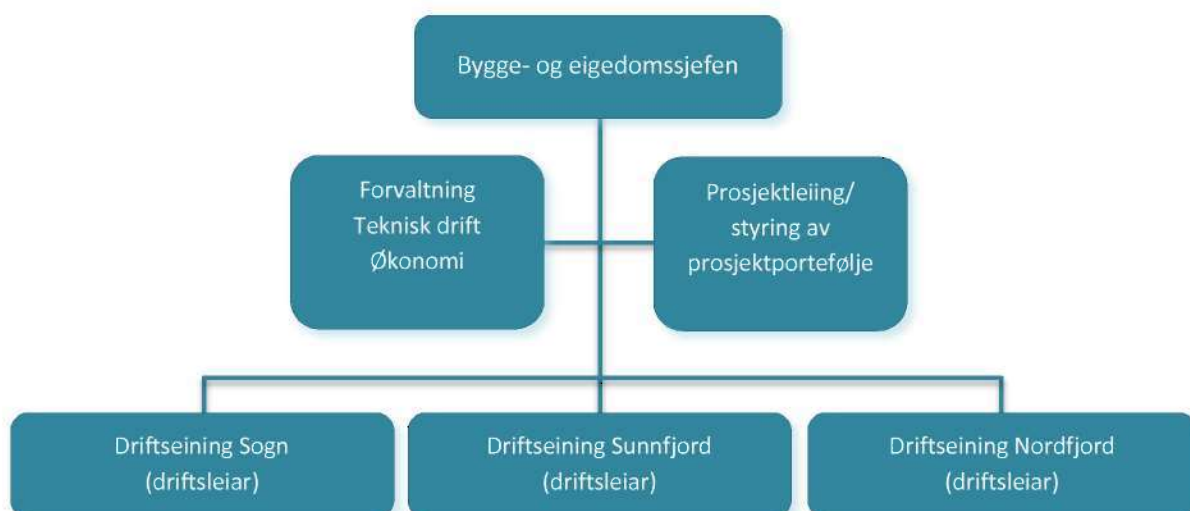 Bygge- og eigedomssjefen
Forvaltning
Teknisk drift
Økonomi
Prosjektleiing/
styring av
prosjektportefølje
Driftseining Sogn
(driftsleiar)
Driftseining Sunnfjord
(driftsleiar)
Driftseining Nordfjord
(driftsleiar)